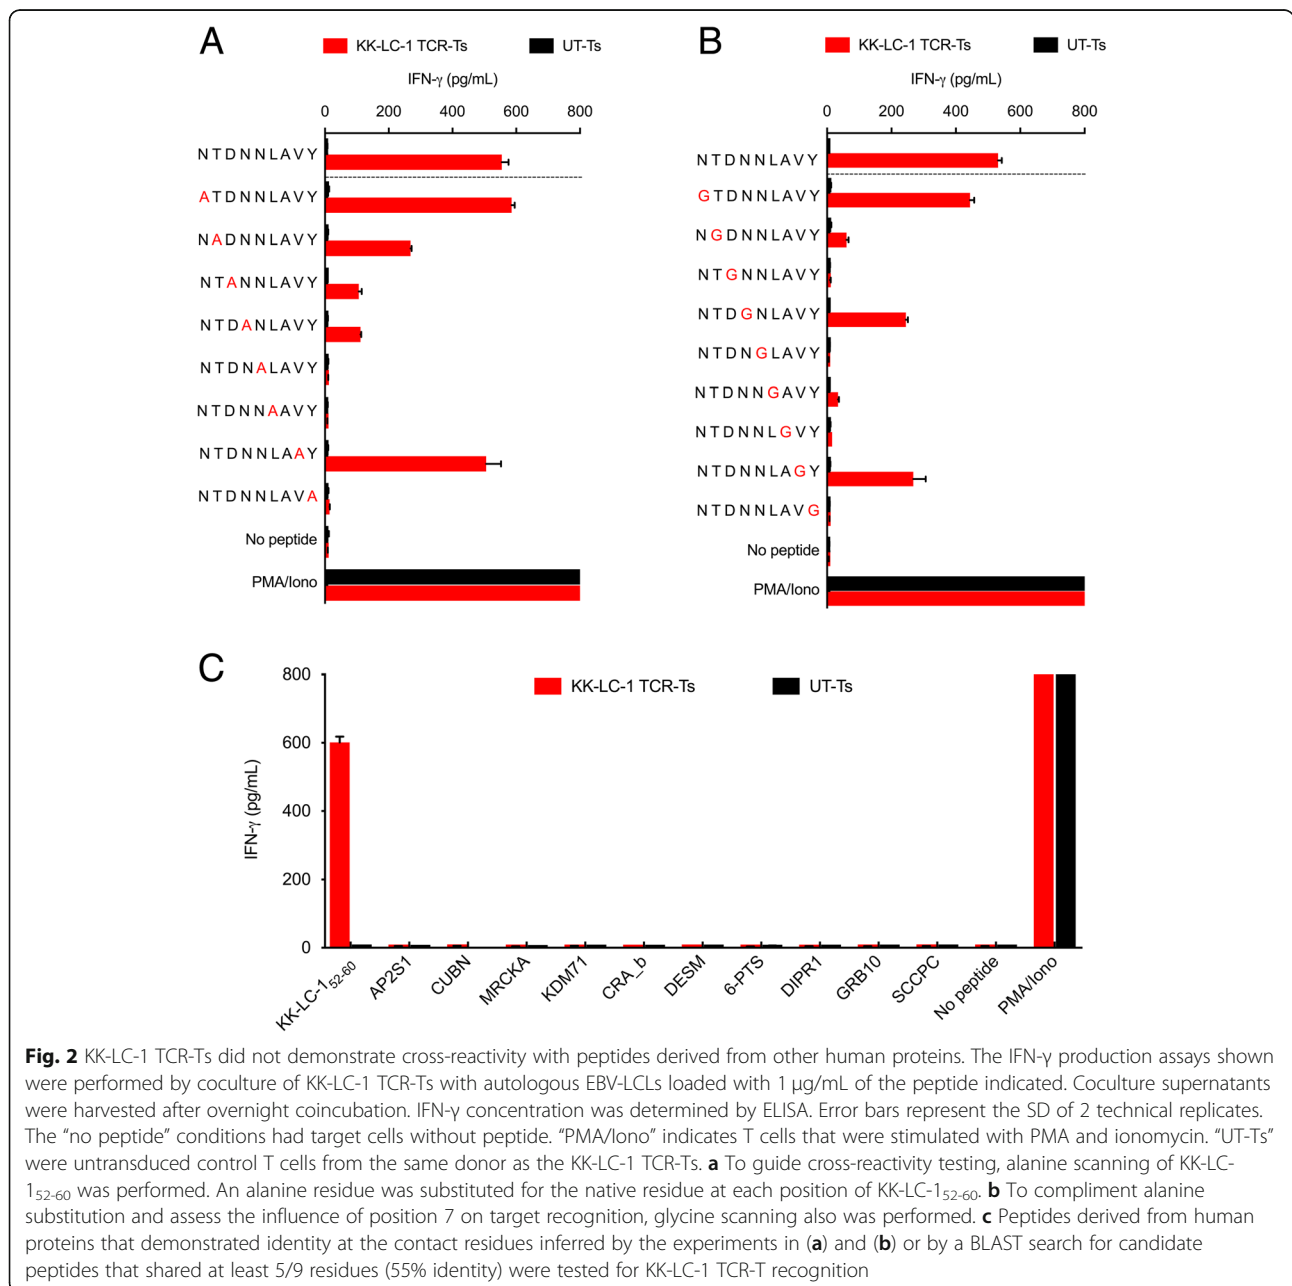 A
KK-LC-1 TCR-Ts UT-Ts
IFN-γ (pg/mL)
0 200 400 600 800
NTDNNLAVY
ATDNNLAVY
NADNNLAVY
NTANNLAVY
NTDANLAVY
NTDNALAVY
NTDNNAAVY
NTDNNLAAY
NTDNNLAVA
No peptide
PMA/Iono
B
KK-LC-1 TCR-Ts UT-Ts
IFN-γ (pg/mL)
0 200 400 600 800
NTDNNLAVY
GTDNNLAVY
NGDNNLAVY
NTGNNLAVY
NTDGNLAVY
NTDNGLAVY
NTDNNGAVY
NTDNNLGVY
NTDNNLAGY
NTDNNLAVG
No peptide
PMA/Iono
C
KK-LC-1 TCR-Ts UT-Ts
IFN-γ (pg/mL)
800
600
400
200
0
KK-LC-1₅₂₋₆₀
AP2S1
CUBN
MRCKA
KDM71
CRA_b
DESM
6-PTS
DIPR1
GRB10
SCCPC
No peptide
PMA/Iono
Fig. 2 KK-LC-1 TCR-Ts did not demonstrate cross-reactivity with peptides derived from other human proteins. The IFN-γ production assays shown
were performed by coculture of KK-LC-1 TCR-Ts with autologous EBV-LCLs loaded with 1 μg/mL of the peptide indicated. Coculture supernatants
were harvested after overnight coincubation. IFN-γ concentration was determined by ELISA. Error bars represent the SD of 2 technical replicates.
The “no peptide” conditions had target cells without peptide. “PMA/Iono” indicates T cells that were stimulated with PMA and ionomycin. “UT-Ts”
were untransduced control T cells from the same donor as the KK-LC-1 TCR-Ts. a To guide cross-reactivity testing, alanine scanning of KK-LC-
1₅₂₋₆₀ was performed. An alanine residue was substituted for the native residue at each position of KK-LC-1₅₂₋₆₀. b To compliment alanine
substitution and assess the influence of position 7 on target recognition, glycine scanning also was performed. c Peptides derived from human
proteins that demonstrated identity at the contact residues inferred by the experiments in (a) and (b) or by a BLAST search for candidate
peptides that shared at least 5/9 residues (55% identity) were tested for KK-LC-1 TCR-T recognition